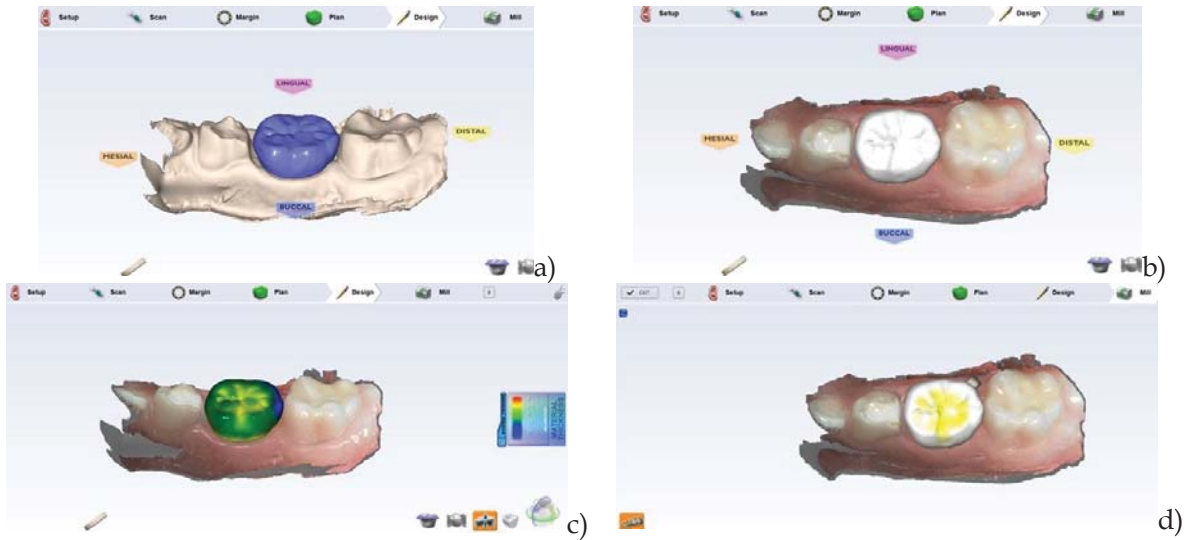 Setup Scan Margin Plan Design Mill
LINGUAL
MESIAL
DISTAL
BUCCAL
a)
Setup Scan Margin Plan Design Mill
LINGUAL
MESIAL
DISTAL
BUCCAL
b)
Setup Scan Margin Plan Design Mill
MATERIAL
c)
Setup Scan Margin Plan Design Mill
d)